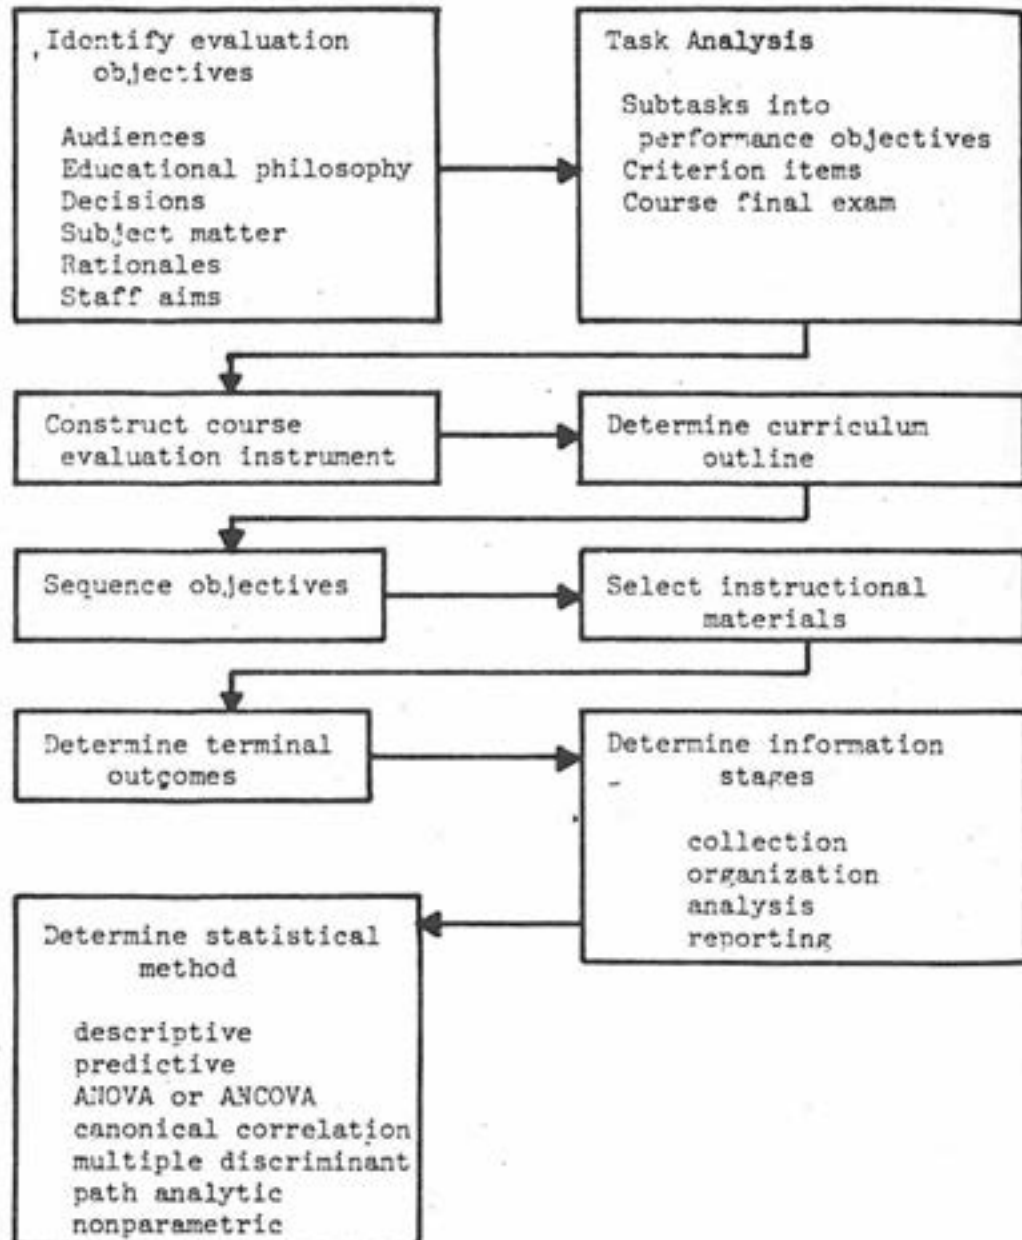 Identify evaluation
objectives
Audiences
Educational philosophy
Decisions
Subject matter
Rationales
Staff aims
Task Analysis
Subtasks into
performance objectives
Criterion items
Course final exam
Construct course
evaluation instrument
Determine curriculum
outline
Sequence objectives
Select instructional
materials
Determine terminal
outcomes
Determine information
stages
collection
organization
analysis
reporting
Determine statistical
method
descriptive
predictive
ANOVA or ANCOVA
canonical correlation
multiple discriminant
path analytic
nonparametric